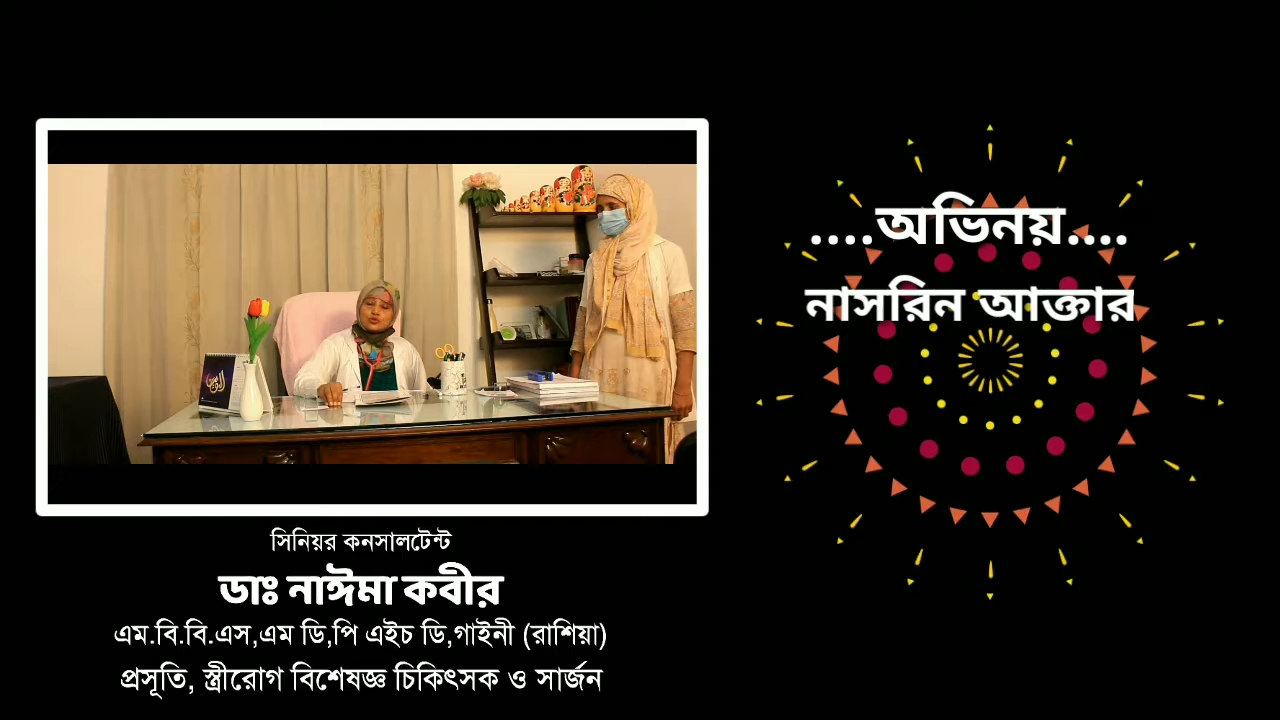 ....অভিনয়....
নাসরিন আক্তার
সিনিয়র কনসালটেন্ট
ডাঃ নাঈমা কবীর
এম.বি.বি.এস,এম ডি,পি এইচ ডি,গাইনী (রাশিয়া)
প্রসূতি, স্ত্রীরোগ বিশেষজ্ঞ চিকিৎসক ও সার্জন